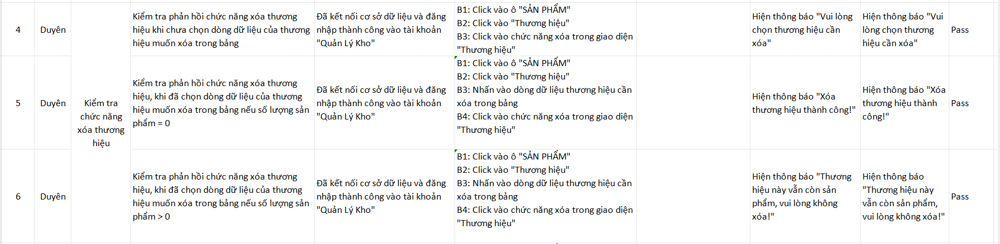 4
Duyên
Kiểm tra phản hồi chức năng xóa thương
hiệu khi chưa chọn dòng dữ liệu của thương
hiệu muốn xóa trong bảng
Đã kết nối cơ sở dữ liệu và đăng
nhập thành công vào tài khoản
"Quản Lý Kho"
B1: Click vào ô "SẢN PHẨM"
B2: Click vào "Thương hiệu"
B3: Click vào chức năng xóa trong giao diện
"Thương hiệu"
Hiện thông báo "Vui lòng
chọn thương hiệu cần
xóa"
Hiện thông báo "Vui
lòng chọn thương
hiệu cần xóa"
Pass
5
Duyên
Kiểm tra
chức năng
xóa thương
hiệu
Kiểm tra phản hồi chức năng xóa thương
hiệu, khi đã chọn dòng dữ liệu của thương
hiệu muốn xóa trong bảng nếu số lượng sản
phẩm = 0
Đã kết nối cơ sở dữ liệu và đăng
nhập thành công vào tài khoản
"Quản Lý Kho"
B1: Click vào ô "SẢN PHẨM"
B2: Click vào "Thương hiệu"
B3: Nhấn vào dòng dữ liệu thương hiệu cần
xóa trong bảng
B4: Click vào chức năng xóa trong giao diện
"Thương hiệu"
Hiện thông báo "Xóa
thương hiệu thành công!"
Hiện thông báo "Xóa
thương hiệu thành
công!"
Pass
6
Duyên
Kiểm tra phản hồi chức năng xóa thương
hiệu, khi đã chọn dòng dữ liệu của thương
hiệu muốn xóa trong bảng nếu số lượng sản
phẩm > 0
Đã kết nối cơ sở dữ liệu và đăng
nhập thành công vào tài khoản
"Quản Lý Kho"
B1: Click vào ô "SẢN PHẨM"
B2: Click vào "Thương hiệu"
B3: Nhấn vào dòng dữ liệu thương hiệu cần
xóa trong bảng
B4: Click vào chức năng xóa trong giao diện
"Thương hiệu"
Hiện thông báo "Thương
hiệu này vẫn còn sản
phẩm, vui lòng không
xóa!"
Hiện thông báo
"Thương hiệu này
vẫn còn sản phẩm,
vui lòng không xóa!"
Pass